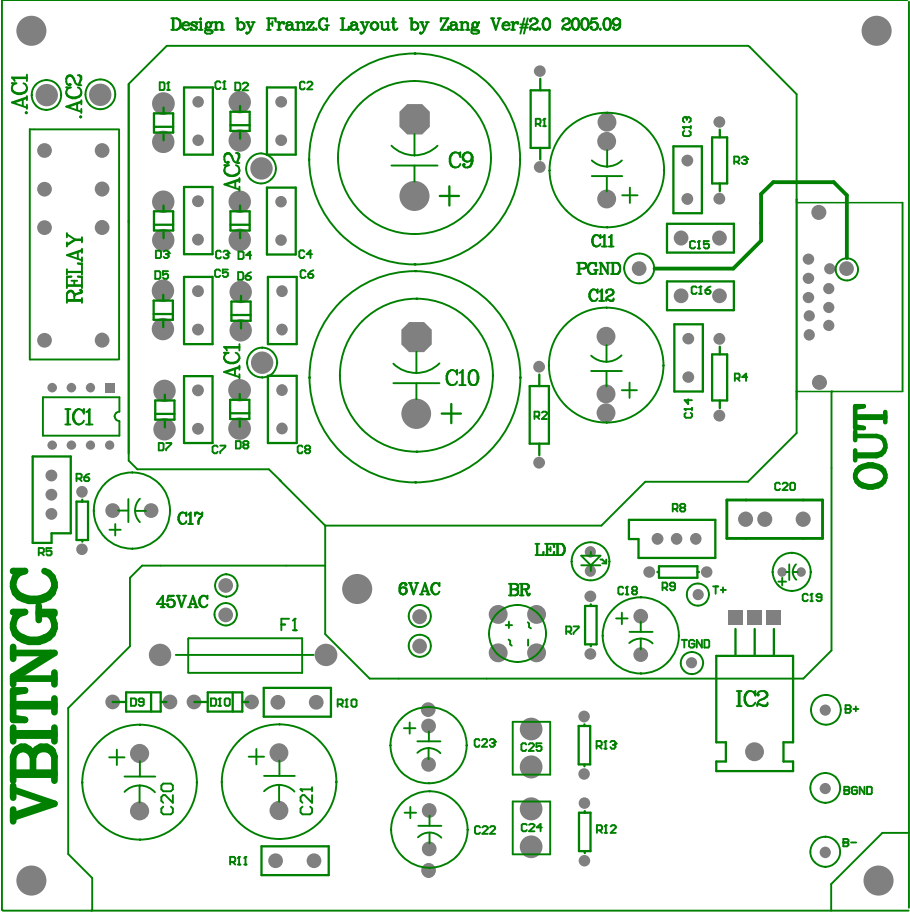 Design by Franz.G Layout by Zang Ver#2.0 2005.09
.AC1
.AC2
D1
C1
D2
C2
C9
R1
C13
R3
AC2
D3
C3
D4
C4
C11
C15
PGND
RELAY
D5
C5
D6
C6
C12
C16
AC1
C10
R4
IC1
R2
C14
D7
C7
D8
C8
OUT
R6
C17
R5
C20
R8
LED
R9
T+
C19
45VAC
6VAC
BR
C18
F1
R7
TGND
VBITNGC
D9
D10
R10
IC2
B+
C23
C25
R13
C20
C21
BGND
C22
C24
R12
B-
R11